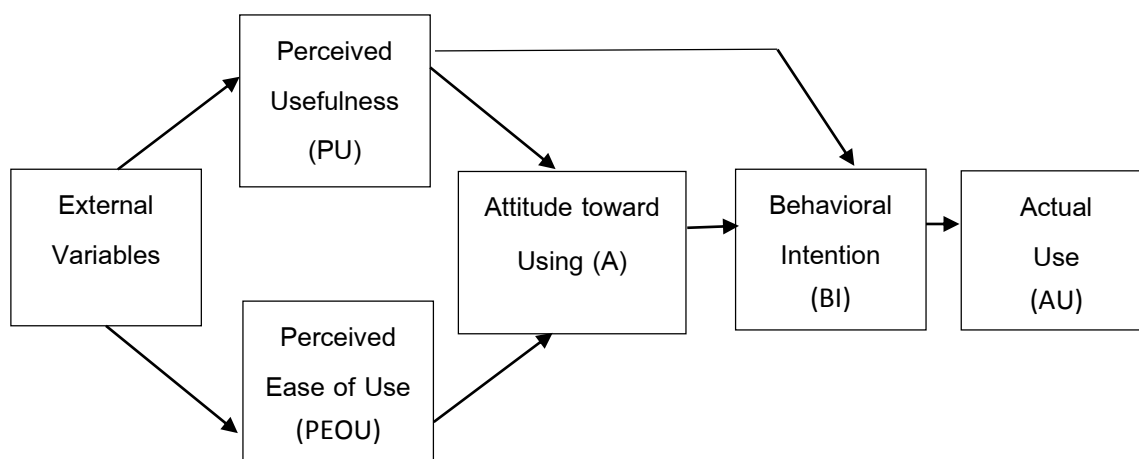 Perceived
Usefulness
(PU)
External
Variables
Attitude toward
Using (A)
Behavioral
Intention
(BI)
Actual
Use
(AU)
Perceived
Ease of Use
(PEOU)